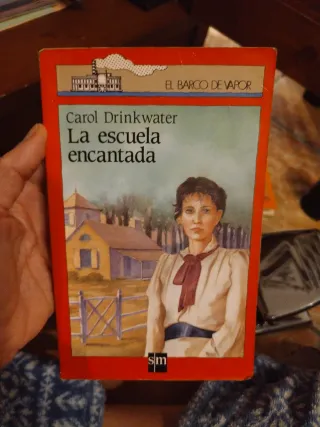 EL BARCO DE VAPOR
Carol Drinkwater
La escuela
encantada
sm